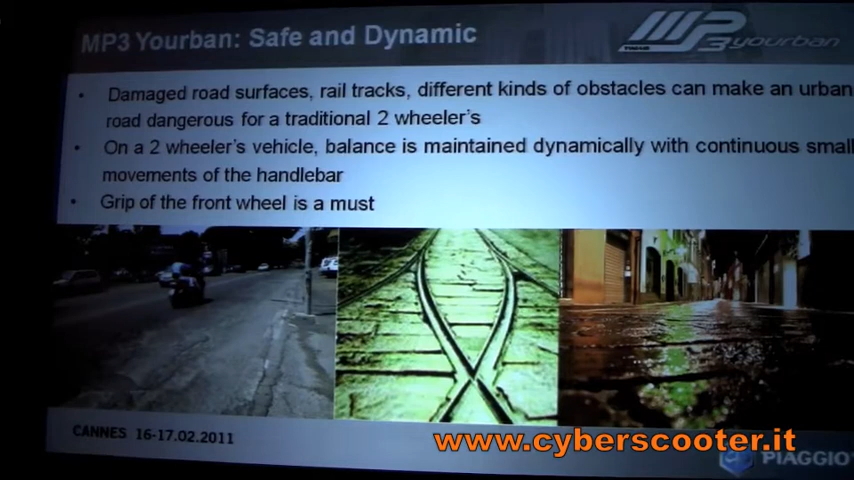 MP3 Yourban: Safe and Dynamic
MP3yourban
• Damaged road surfaces, rail tracks, different kinds of obstacles can make an urban
road dangerous for a traditional 2 wheeler's
• On a 2 wheeler's vehicle, balance is maintained dynamically with continuous small
movements of the handlebar
• Grip of the front wheel is a must
CANNES 16-17.02.2011
www.cyberscooter.it
PIAGGIO